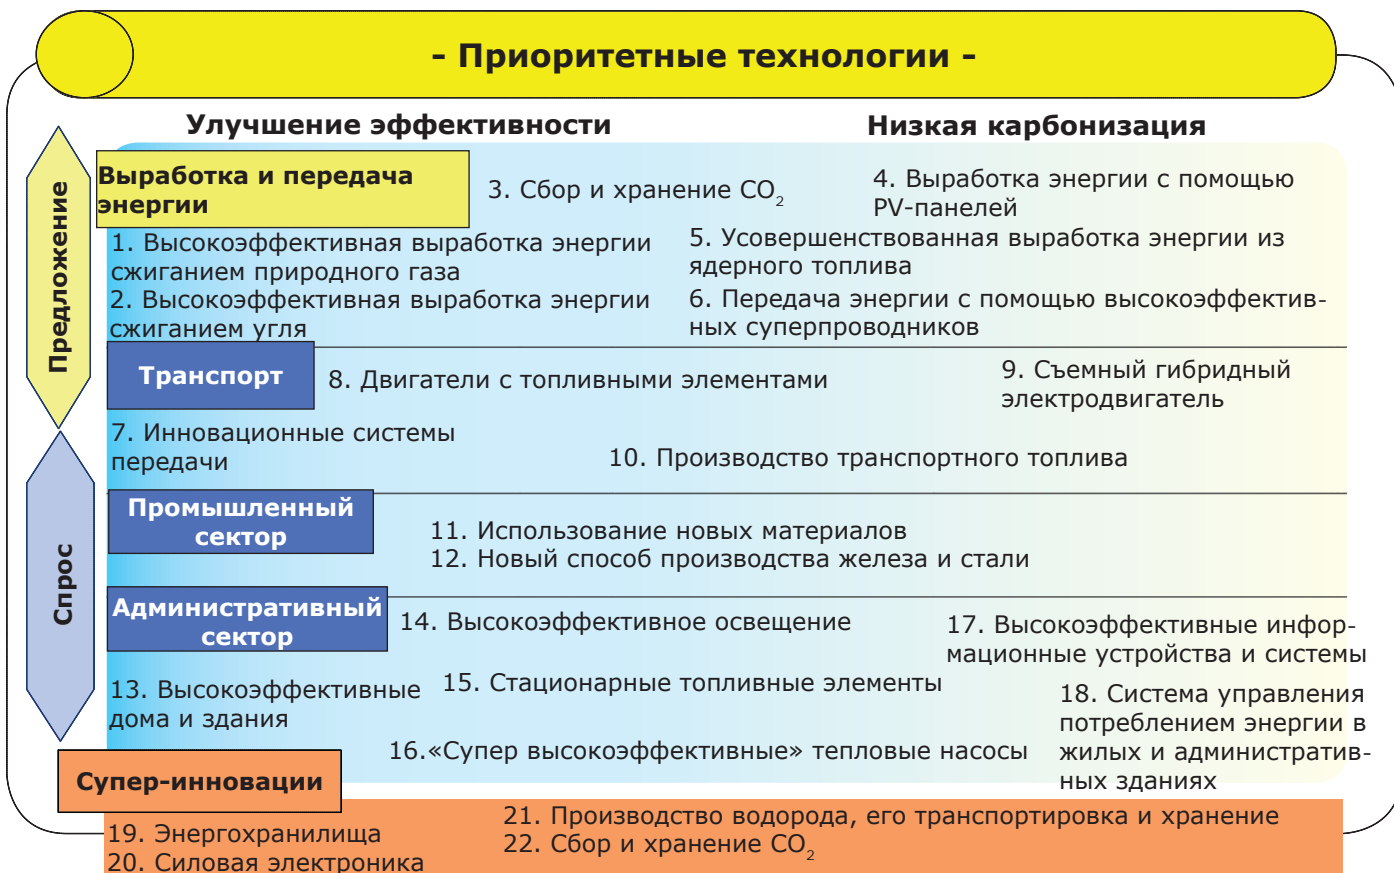 - Приоритетные технологии -
Улучшение эффективности
Низкая карбонизация
Предложение
Выработка и передача
энергии
3. Сбор и хранение CO₂
4. Выработка энергии с помощью
PV-панелей
1. Высокоэффективная выработка энергии
сжиганием природного газа
2. Высокоэффективная выработка энергии
сжиганием угля
5. Усовершенствованная выработка энергии из
ядерного топлива
6. Передача энергии с помощью высокоэффектив-
ных суперпроводников
Транспорт
8. Двигатели с топливными элементами
9. Съемный гибридный
электродвигатель
7. Инновационные системы
передачи
10. Производство транспортного топлива
Спрос
Промышленный
сектор
11. Использование новых материалов
12. Новый способ производства железа и стали
Административный
сектор
14. Высокоэффективное освещение
17. Высокоэффективные инфор-
мационные устройства и системы
13. Высокоэффективные
дома и здания
15. Стационарные топливные элементы
18. Система управления
потреблением энергии в
жилых и административ-
ных зданиях
16.«Супер высокоэффективные» тепловые насосы
Супер-инновации
19. Энергохранилища
20. Силовая электроника
21. Производство водорода, его транспортировка и хранение
22. Сбор и хранение CO₂